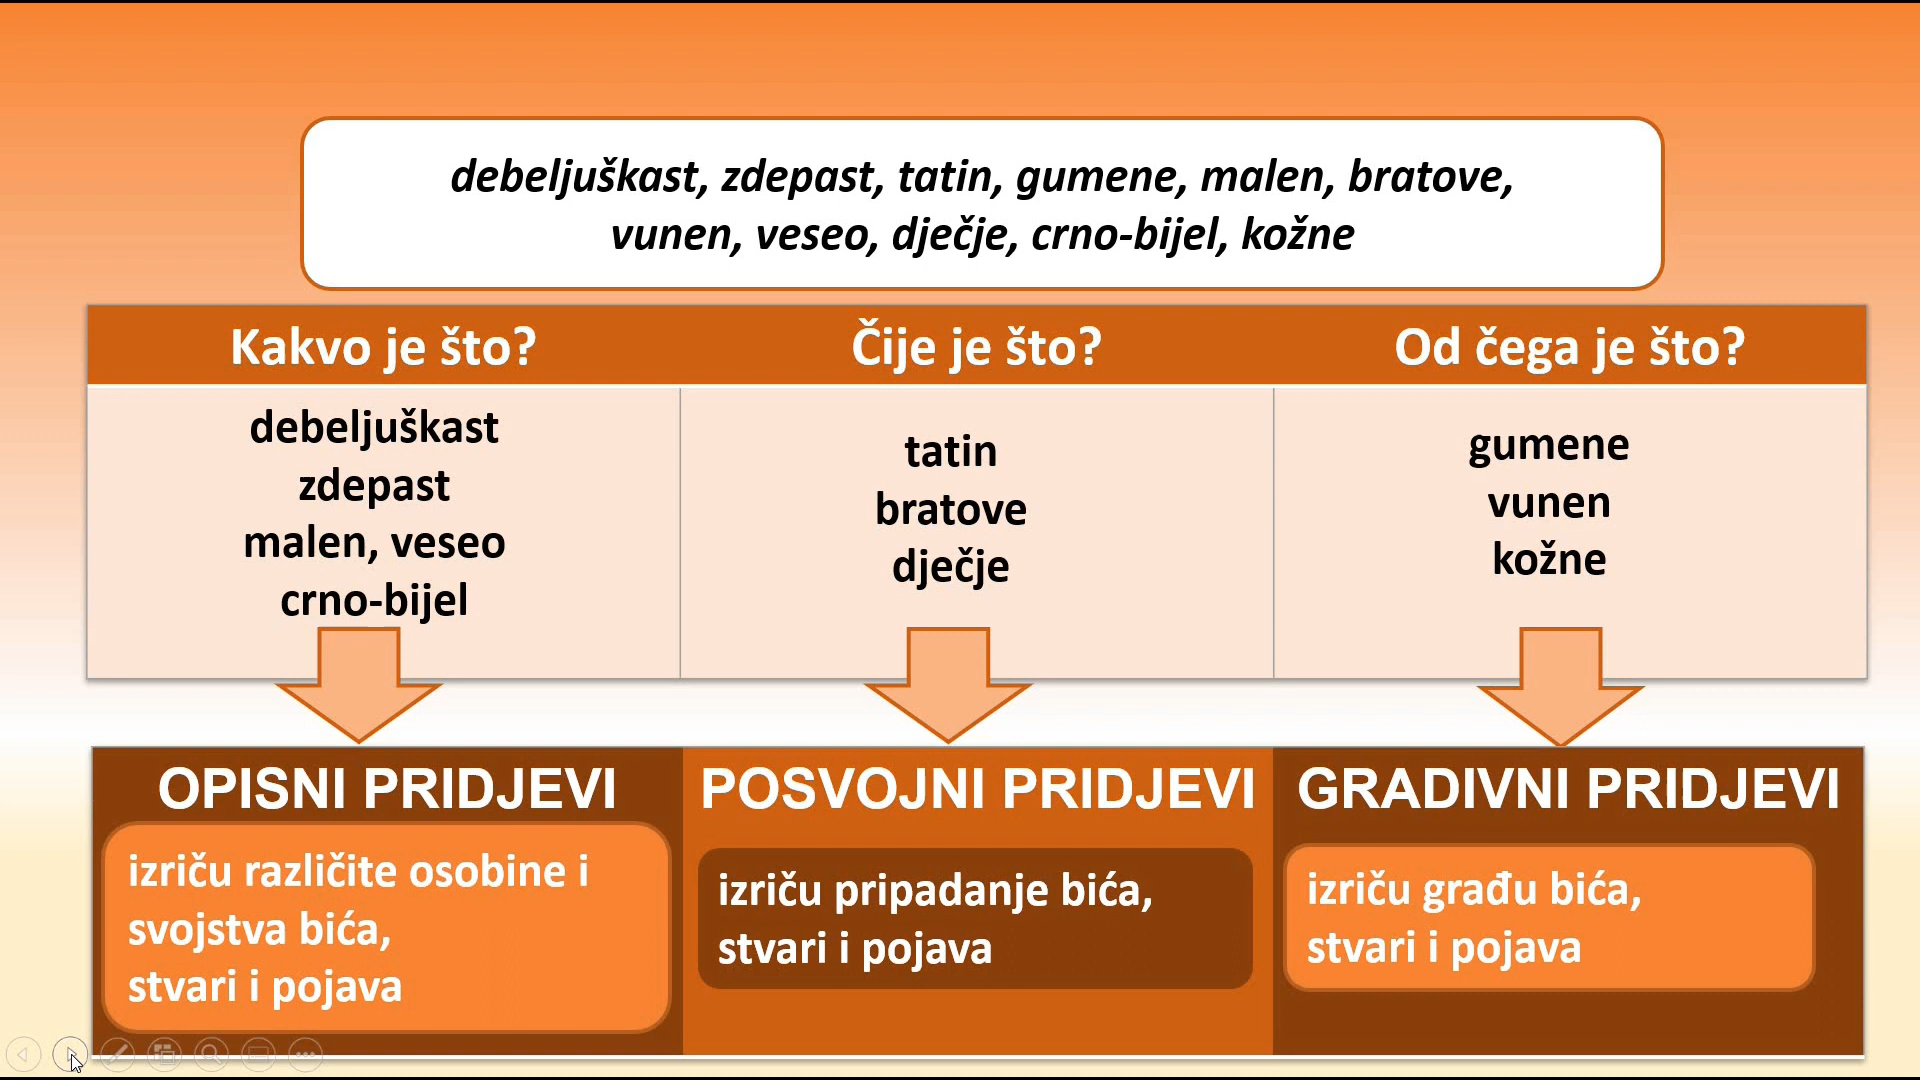 debeljuškast, zdepast, tatin, gumene, malen, bratove,
vunen, veseo, dječje, crno-bijel, kožne
Kakvo je što?
Čije je što?
Od čega je što?
debeljuškast
zdepast
malen, veseo
crno-bijel
tatin
bratove
dječje
gumene
vunen
kožne
OPISNI PRIDJEVI
izriču različite osobine i
svojstva bića,
stvari i pojava
POSVOJNI PRIDJEVI
izriču pripadanje bića,
stvari i pojava
GRADIVNI PRIDJEVI
izriču građu bića,
stvari i pojava